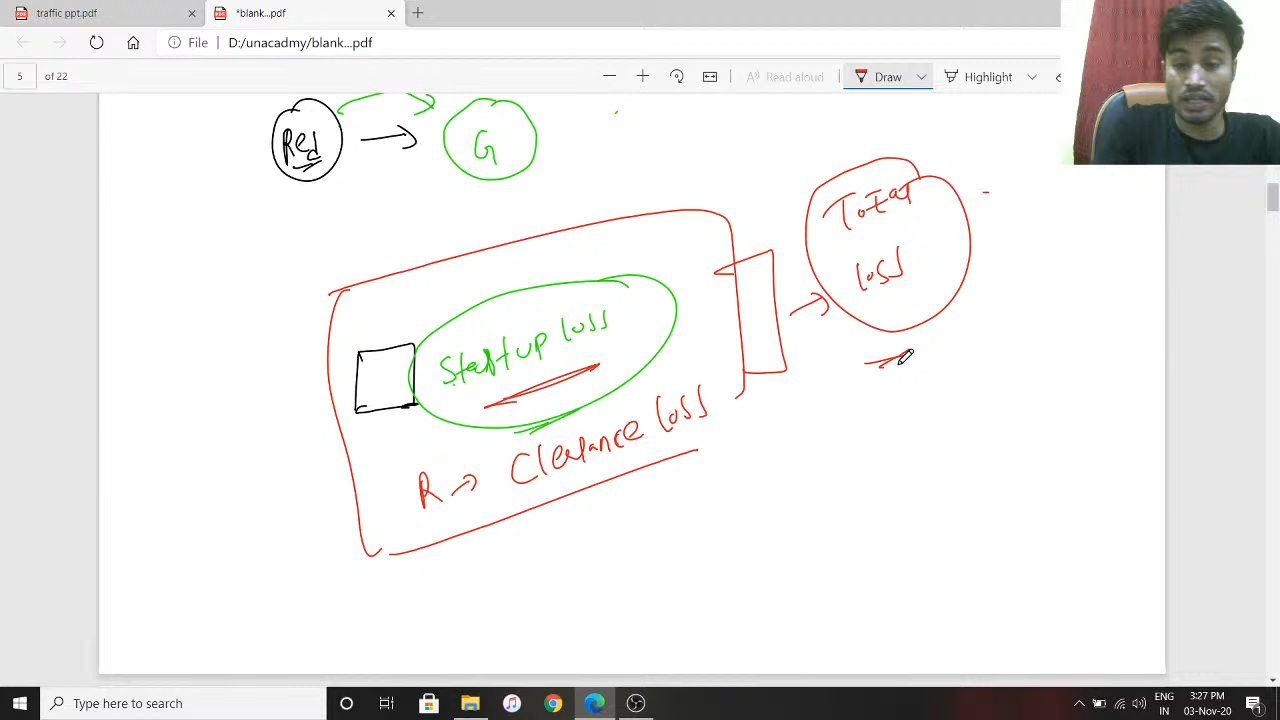 traffic ppt.pdf
*blank...pdf
File D:/unacadmy/blank...pdf
5 of 22
Read aloud
Draw
Highlight
Red → G
Total
loss
Startup loss
R → Clearance loss
Type here to search
ENG
IN
3:27 PM
03-Nov-20
1